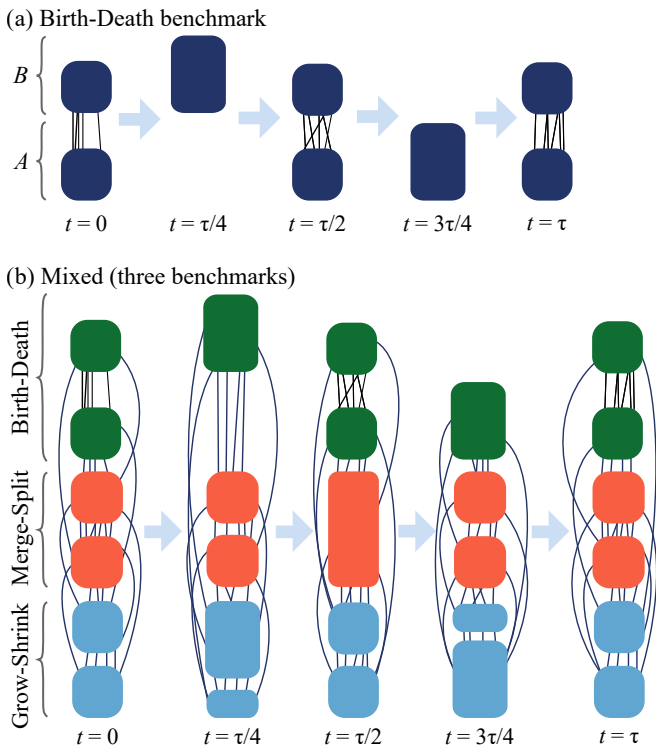 (a) Birth-Death benchmark
B
A
t = 0
t = τ/4
t = τ/2
t = 3τ/4
t = τ
(b) Mixed (three benchmarks)
Birth-Death
Merge-Split
Grow-Shrink
t = 0
t = τ/4
t = τ/2
t = 3τ/4
t = τ